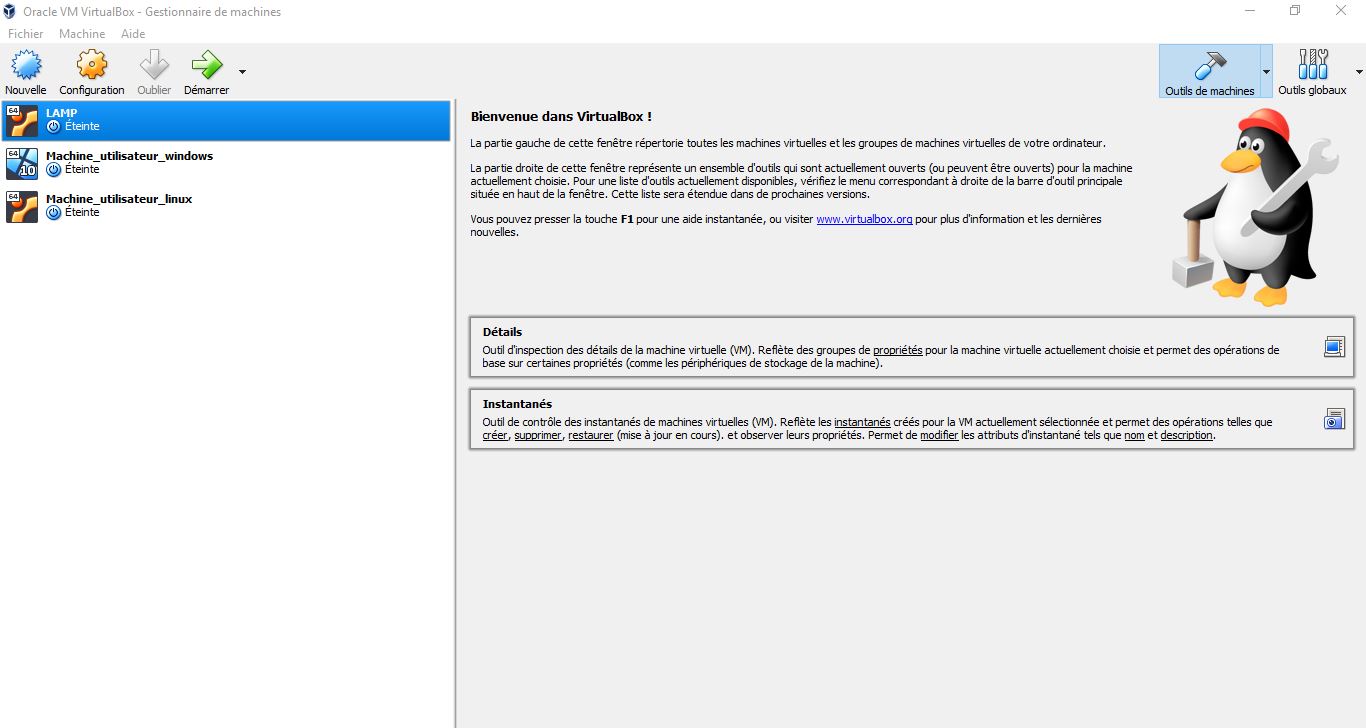 Oracle VM VirtualBox - Gestionnaire de machines
Fichier Machine Aide
Nouvelle Configuration Oublier Démarrer Outils de machines Outils globaux
64 LAMP
Éteinte
64 10 Machine_utilisateur_windows
Éteinte
64 Machine_utilisateur_linux
Éteinte
Bienvenue dans VirtualBox !
La partie gauche de cette fenêtre répertorie toutes les machines virtuelles et les groupes de machines virtuelles de votre ordinateur.
La partie droite de cette fenêtre représente un ensemble d'outils qui sont actuellement ouverts (ou peuvent être ouverts) pour la machine
actuellement choisie. Pour une liste d'outils actuellement disponibles, vérifiez le menu correspondant à droite de la barre d'outil principale
située en haut de la fenêtre. Cette liste sera étendue dans de prochaines versions.
Vous pouvez presser la touche F1 pour une aide instantanée, ou visiter www.virtualbox.org pour plus d'information et les dernières
nouvelles.
Détails
Outil d'inspection des détails de la machine virtuelle (VM). Reflète des groupes de propriétés pour la machine virtuelle actuellement choisie et permet des opérations de
base sur certaines propriétés (comme les périphériques de stockage de la machine).
Instantanés
Outil de contrôle des instantanés de machines virtuelles (VM). Reflète les instantanés créés pour la VM actuellement sélectionnée et permet des opérations telles que
créer, supprimer, restaurer (mise à jour en cours). et observer leurs propriétés. Permet de modifier les attributs d'instantané tels que nom et description.